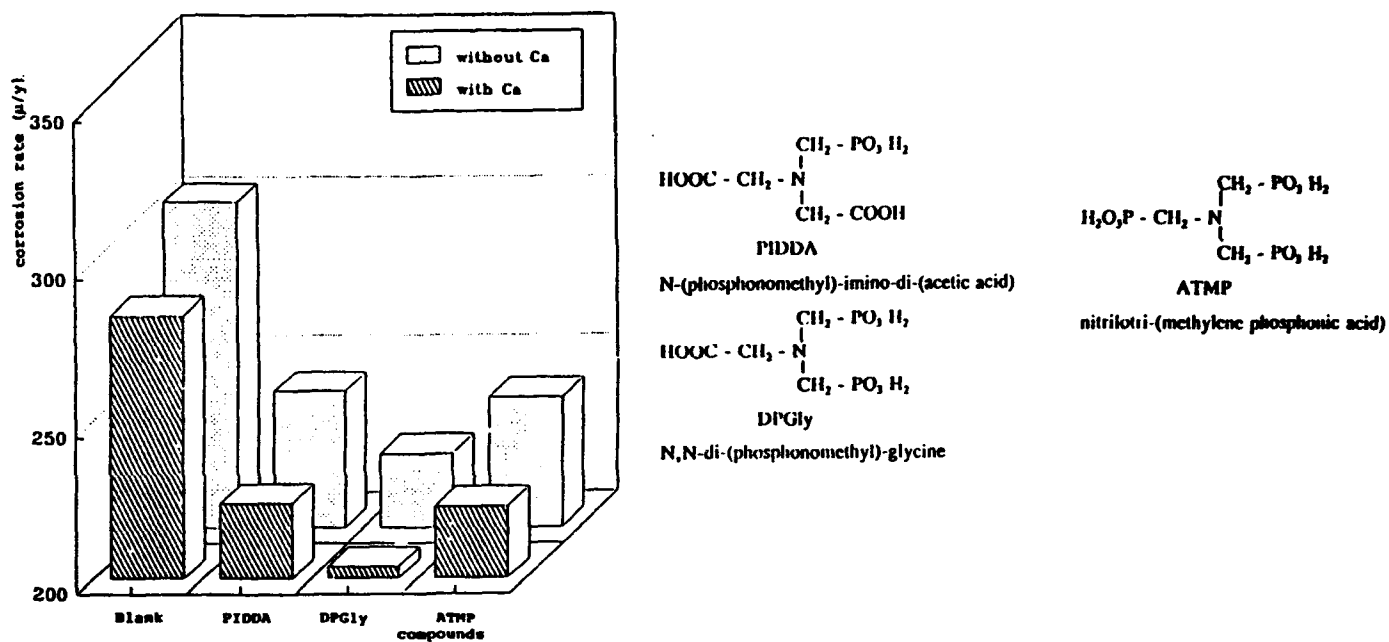 without Ca
with Ca
corrosion rate (µ/y)
350
300
250
200
Blank
PIDDA
DPGly
ATMP
compounds
CH₂ - PO₃ H₂
HOOC - CH₂ - N
CH₂ - COOH
PIDDA
N-(phosphonomethyl)-imino-di-(acetic acid)
CH₂ - PO₃ H₂
HOOC - CH₂ - N
CH₂ - PO₃ H₂
DPGly
N,N-di-(phosphonomethyl)-glycine
CH₂ - PO₃ H₂
H₂O₃P - CH₂ - N
CH₂ - PO₃ H₂
ATMP
nitrilotri-(methylene phosphonic acid)